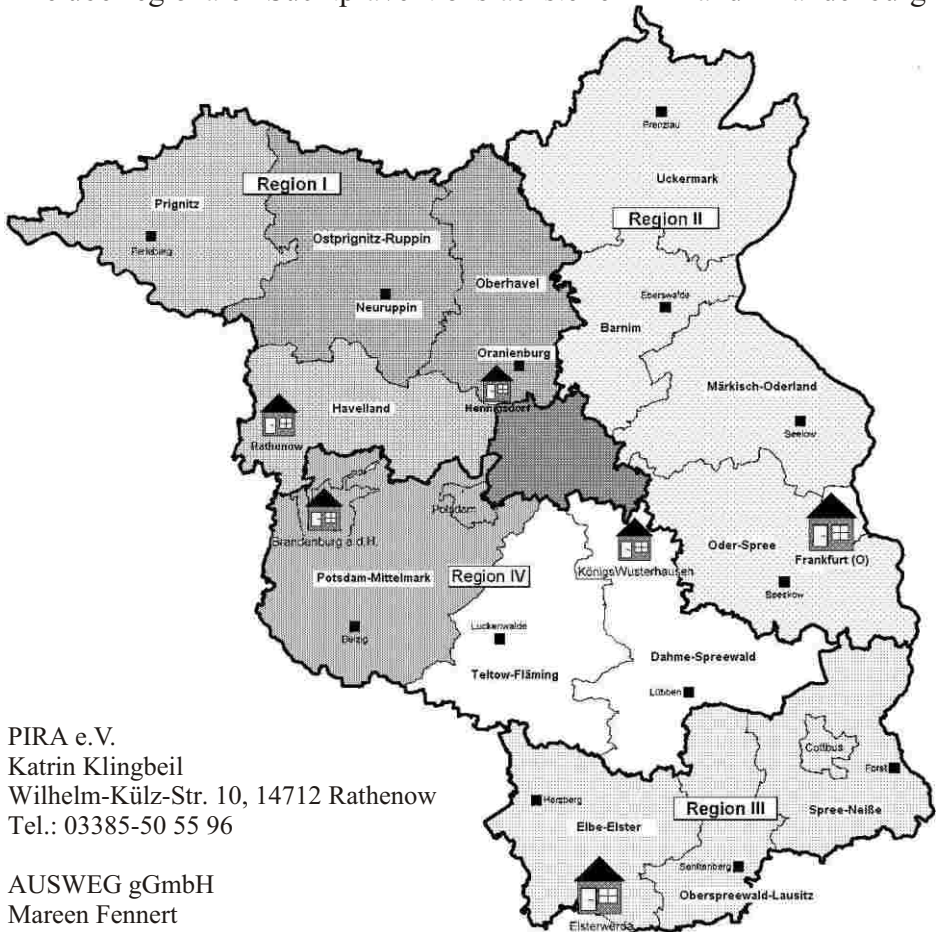 Prenzlau
Uckermark
Region I
Region II
Prignitz
Perleberg
Ostprignitz-Ruppin
Oberhavel
Neuruppin
Eberswalde
Barnim
Oranienburg
Hennigsdorf
Märkisch-Oderland
Havelland
Rathenow
Seelow
Potsdam
Brandenburg a.d.H.
Oder-Spree
Frankfurt (O)
Potsdam-Mittelmark
Region IV
KönigsWusterhausen
Beeskow
Belzig
Luckenwalde
Teltow-Fläming
Dahme-Spreewald
Lübben
Cottbus
Forst
PIRA e.V.
Katrin Klingbeil
Wilhelm-Külz-Str. 10, 14712 Rathenow
Tel.: 03385-50 55 96
Herzberg
Elbe-Elster
Region III
Spree-Neiße
Senftenberg
Oberspreewald-Lausitz
Elsterwerda
AUSWEG gGmbH
Mareen Fennert